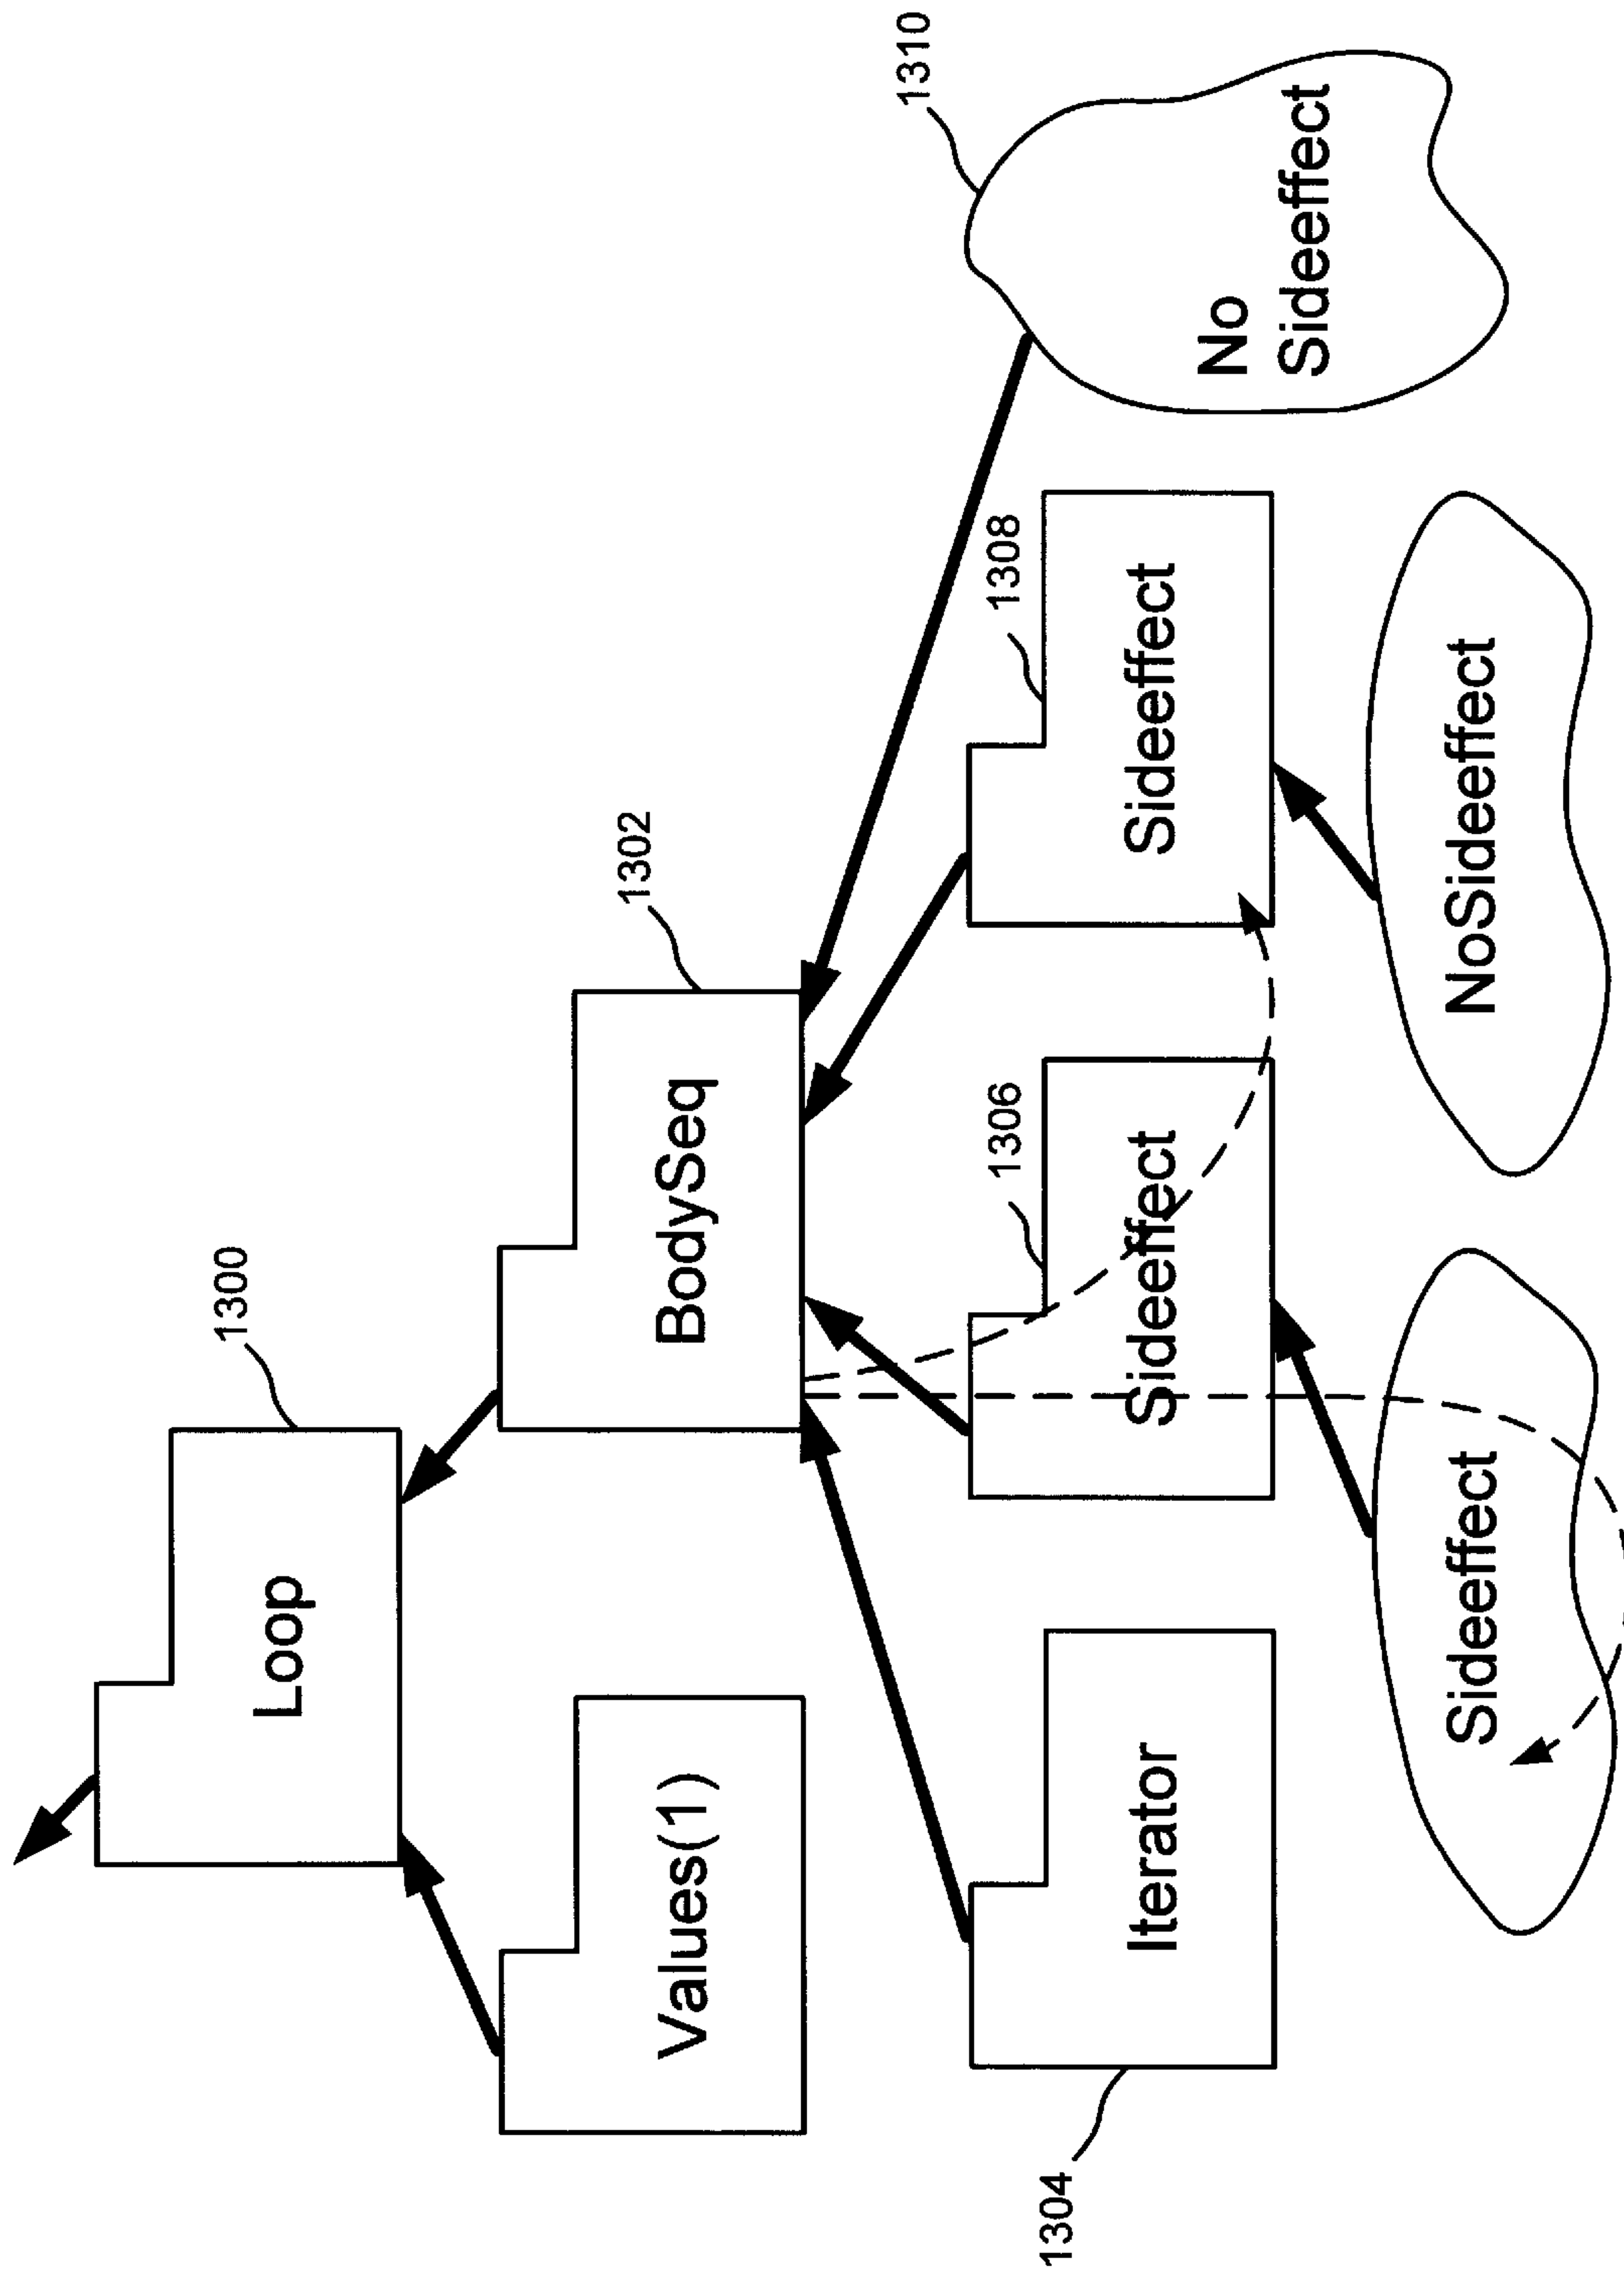 1300
Loop
Values(1)
1302
BodySeq
1304
Iterator
1306
Sideeffect
1308
Sideeffect
1310
No
Sideeffect
Sideeffect
NoSideeffect